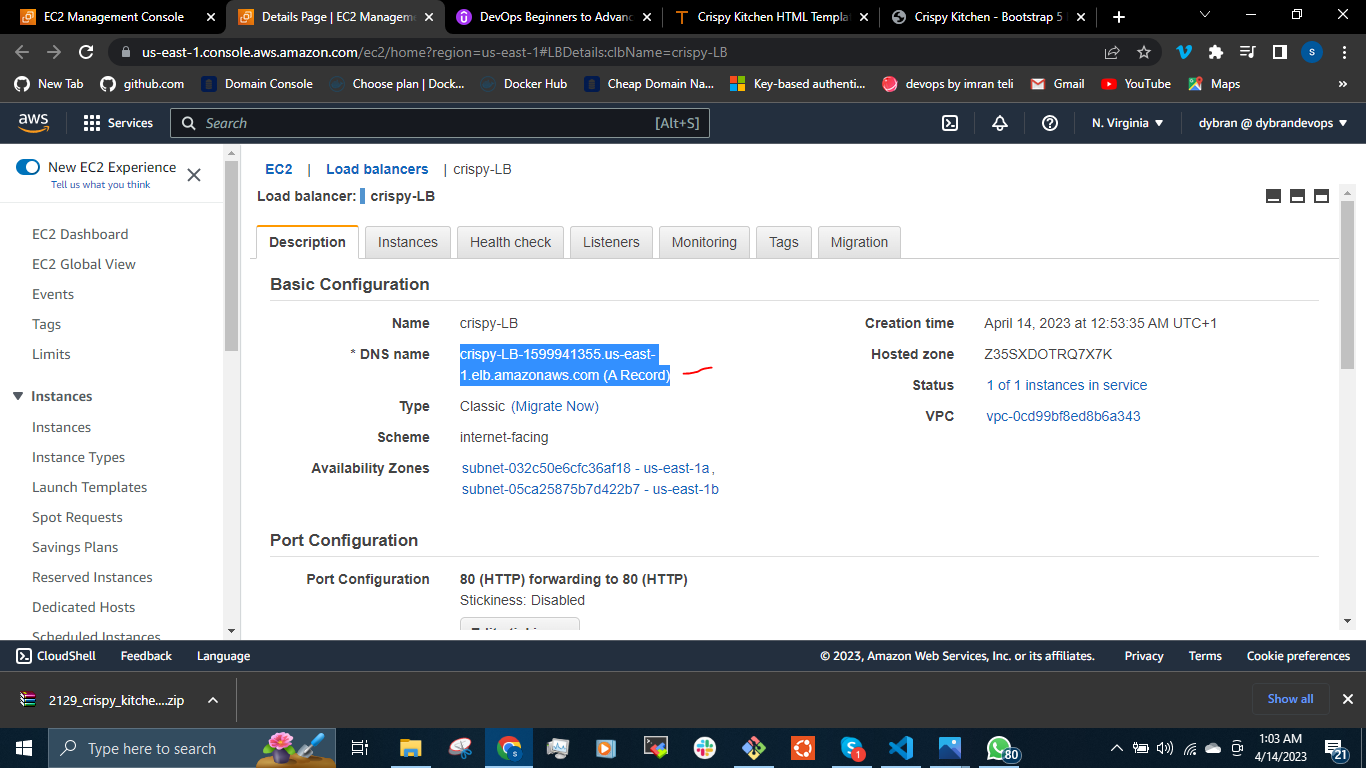 EC2 Management Console
Details Page | EC2 Managem
DevOps Beginners to Advanc
Crispy Kitchen HTML Templat
Crispy Kitchen - Bootstrap 5
us-east-1.console.aws.amazon.com/ec2/home?region=us-east-1#LBDetails:clbName=crispy-LB
S
New Tab
github.com
Domain Console
Choose plan | Dock...
Docker Hub
Cheap Domain Na...
Key-based authenti...
devops by imran teli
Gmail
YouTube
Maps
»
aws
Services
Search
[Alt+S]
N. Virginia
dybran @ dybrandevops
New EC2 Experience
Tell us what you think
EC2 Dashboard
EC2 Global View
Events
Tags
Limits
Instances
Instances
Instance Types
Launch Templates
Spot Requests
Savings Plans
Reserved Instances
Dedicated Hosts
Scheduled Instances
EC2 | Load balancers | crispy-LB
Load balancer: crispy-LB
Description
Instances
Health check
Listeners
Monitoring
Tags
Migration
Basic Configuration
Name crispy-LB
* DNS name crispy-LB-1599941355.us-east-
1.elb.amazonaws.com (A Record)
Type Classic (Migrate Now)
Scheme internet-facing
Availability Zones subnet-032c50e6cfc36af18 - us-east-1a,
subnet-05ca25875b7d422b7 - us-east-1b
Creation time April 14, 2023 at 12:53:35 AM UTC+1
Hosted zone Z35SXDOTRQ7X7K
Status 1 of 1 instances in service
VPC vpc-0cd99bf8ed8b6a343
Port Configuration
Port Configuration 80 (HTTP) forwarding to 80 (HTTP)
Stickiness: Disabled
CloudShell
Feedback
Language
© 2023, Amazon Web Services, Inc. or its affiliates.
Privacy
Terms
Cookie preferences
2129_crispy_kitche....zip
Show all
Type here to search
S
1
80
1:03 AM
4/14/2023
21